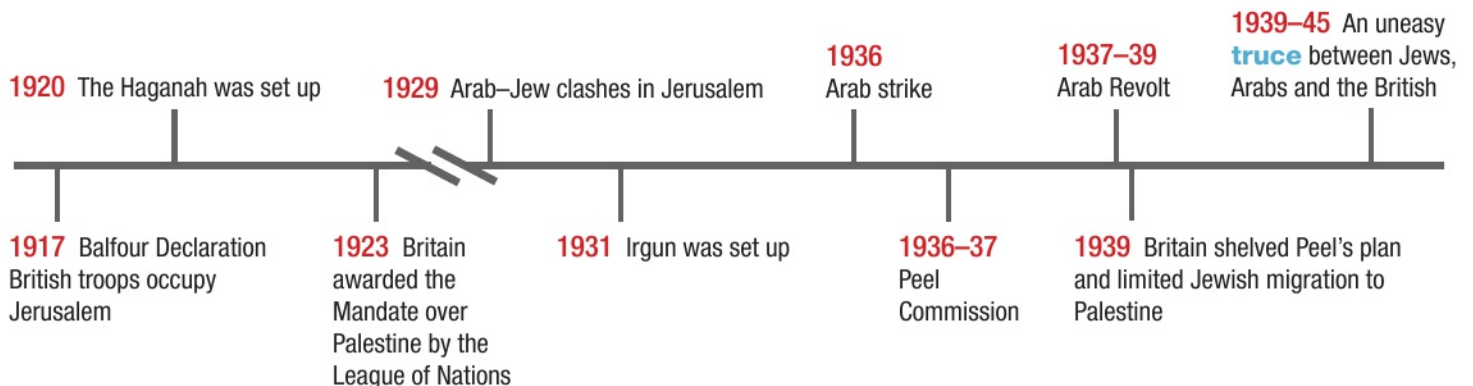 1920 The Haganah was set up
1929 Arab–Jew clashes in Jerusalem
1936
Arab strike
1937–39
Arab Revolt
1939–45 An uneasy
truce between Jews,
Arabs and the British
1917 Balfour Declaration
British troops occupy
Jerusalem
1923 Britain
awarded the
Mandate over
Palestine by the
League of Nations
1931 Irgun was set up
1936–37
Peel
Commission
1939 Britain shelved Peel's plan
and limited Jewish migration to
Palestine